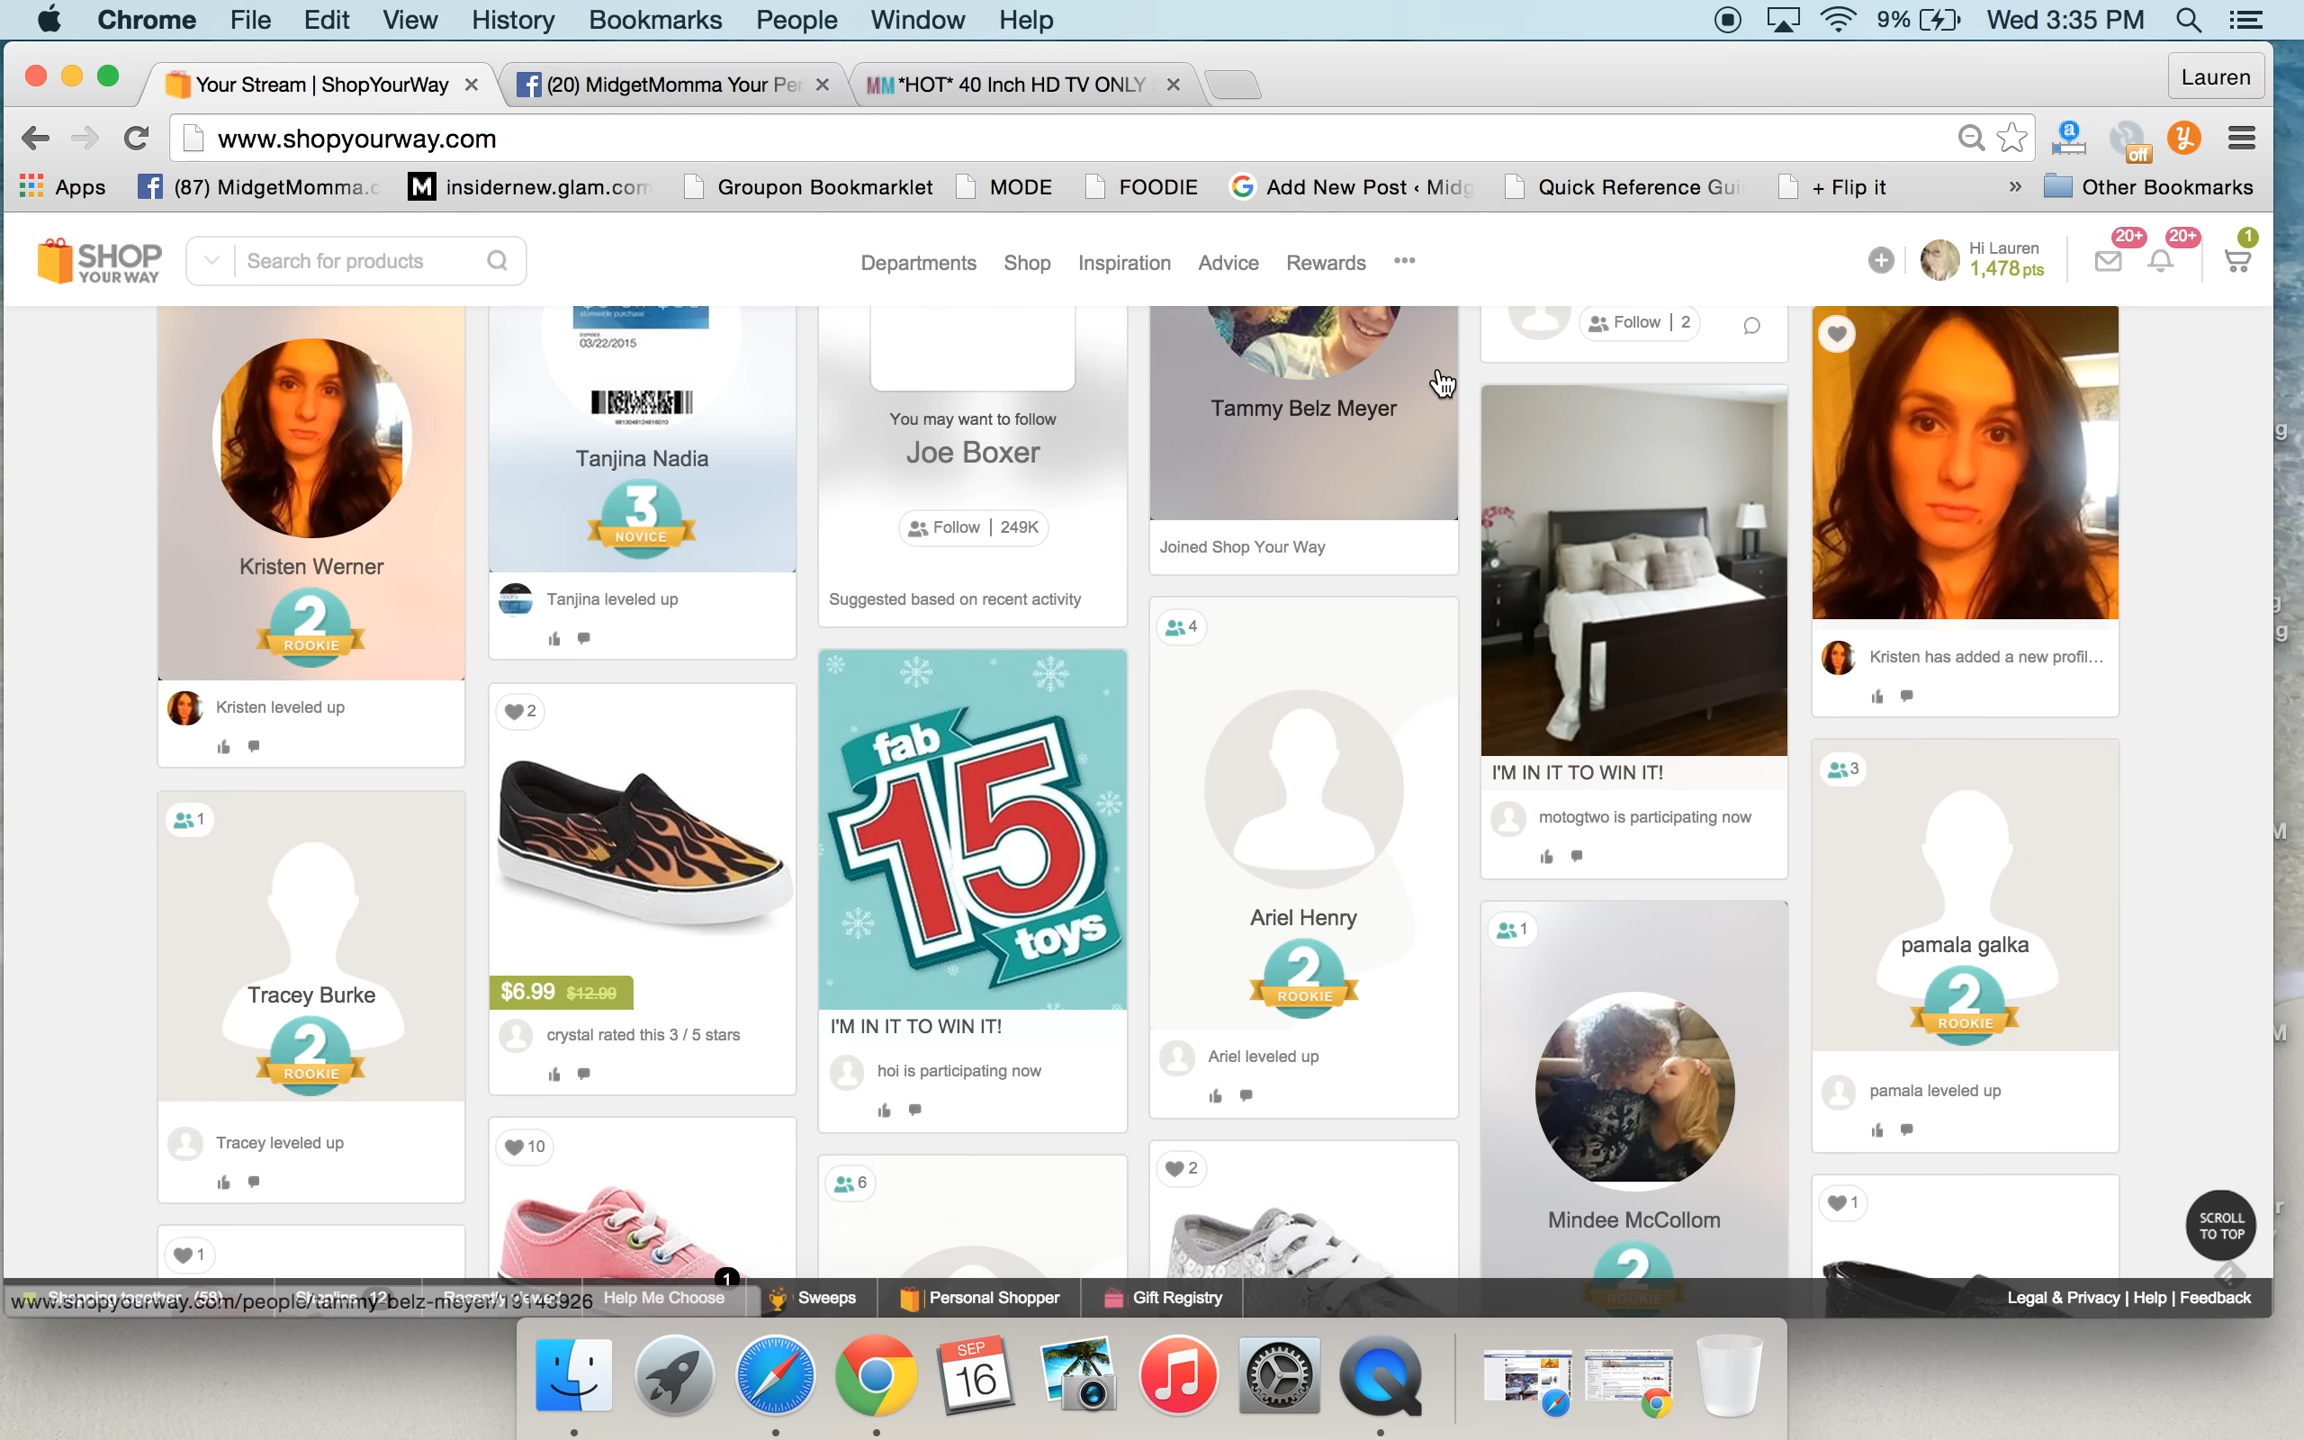 Chrome File Edit View History Bookmarks People Window Help 9% Wed 3:35 PM
Your Stream | ShopYourWay (20) MidgetMomma Your Per MM *HOT* 40 Inch HD TV ONLY Lauren
www.shopyourway.com
off
Apps (87) MidgetMomma.c M insidernew.glam.com Groupon Bookmarklet MODE FOODIE Add New Post ‹ Midg Quick Reference Gui + Flip it » Other Bookmarks
SHOP YOUR WAY Search for products Departments Shop Inspiration Advice Rewards ••• Hi Lauren 1,478 pts 20+ 20+ 1
Kristen Werner
2
ROOKIE
Kristen leveled up
1
Tracey Burke
2
ROOKIE
Tracey leveled up
1
03/22/2015
Tanjina Nadia
3
NOVICE
Tanjina leveled up
2
$6.99 $12.99
crystal rated this 3 / 5 stars
10
You may want to follow
Joe Boxer
Follow | 249K
Suggested based on recent activity
fab
15
toys
I'M IN IT TO WIN IT!
hoi is participating now
6
Tammy Belz Meyer
Joined Shop Your Way
4
Ariel Henry
2
ROOKIE
Ariel leveled up
2
Follow | 2
I'M IN IT TO WIN IT!
motogtwo is participating now
1
Mindee McCollom
2
Kristen has added a new profil...
3
pamala galka
2
ROOKIE
pamala leveled up
1
SCROLL
TO TOP
www.shopyourway.com/people/tammy-belz-meyer/19143926
Help Me Choose 1 Sweeps Personal Shopper Gift Registry Legal & Privacy | Help | Feedback
SEP
16